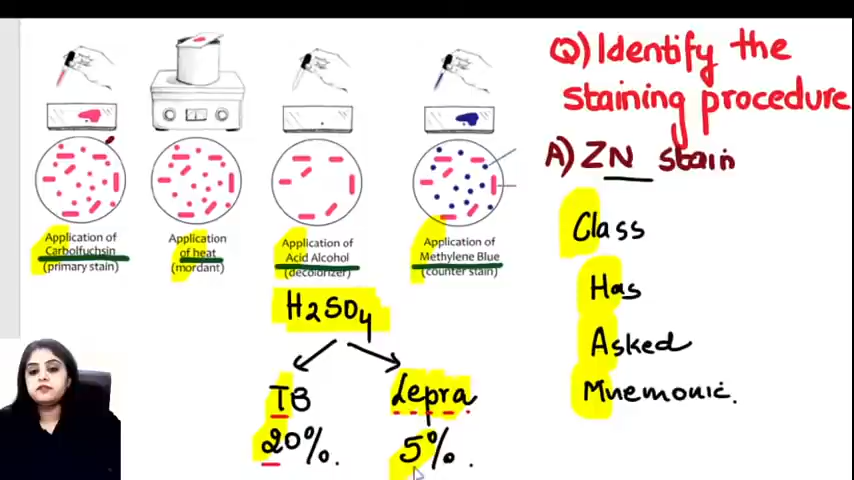 Q) Identify the
staining procedure
A) ZN stain
Application of
Carbolfuchsin
(primary stain)
Application
of heat
(mordant)
Application of
Acid Alcohol
(decolorizer)
Application of
Methylene Blue
(counter stain)
Class
Has
Asked
Mnemonic.
H2SO4
TB
20%.
Lepra
5%.